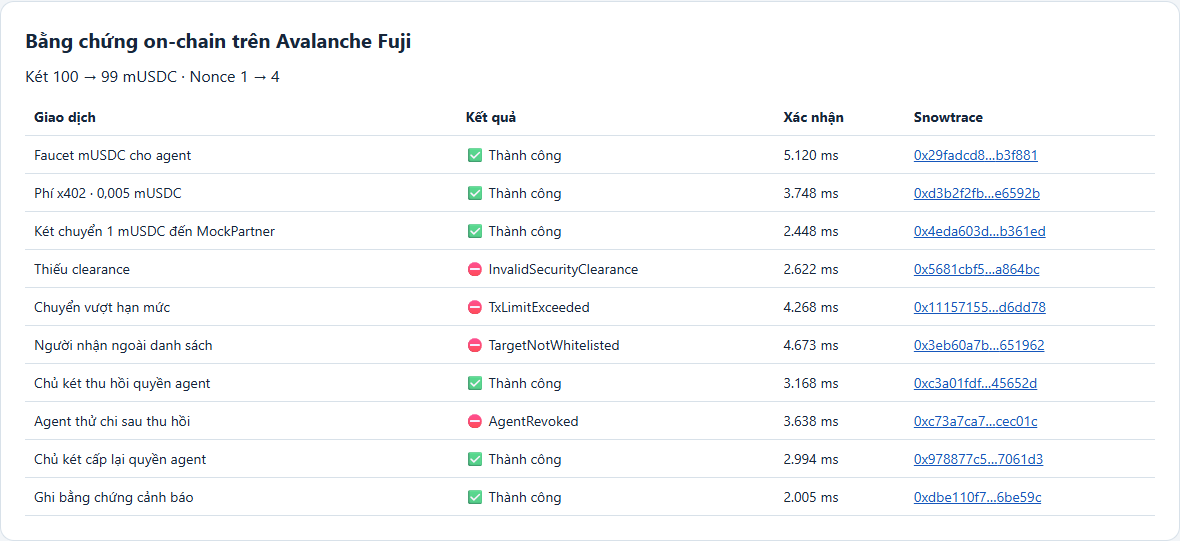 Bằng chứng on-chain trên Avalanche Fuji
Két 100 → 99 mUSDC · Nonce 1 → 4
Giao dịch Kết quả Xác nhận Snowtrace
Faucet mUSDC cho agent ✅ Thành công 5.120 ms 0x29fadcd8…b3f881
Phí x402 · 0,005 mUSDC ✅ Thành công 3.748 ms 0xd3b2f2fb…e6592b
Két chuyển 1 mUSDC đến MockPartner ✅ Thành công 2.448 ms 0x4eda603d…b361ed
Thiếu clearance ⛔ InvalidSecurityClearance 2.622 ms 0x5681cbf5…a864bc
Chuyển vượt hạn mức ⛔ TxLimitExceeded 4.268 ms 0x11157155…d6dd78
Người nhận ngoài danh sách ⛔ TargetNotWhitelisted 4.673 ms 0x3eb60a7b…651962
Chủ két thu hồi quyền agent ✅ Thành công 3.168 ms 0xc3a01fdf…45652d
Agent thử chi sau thu hồi ⛔ AgentRevoked 3.638 ms 0xc73a7ca7…cec01c
Chủ két cấp lại quyền agent ✅ Thành công 2.994 ms 0x978877c5…7061d3
Ghi bằng chứng cảnh báo ✅ Thành công 2.005 ms 0xdbe110f7…6be59c